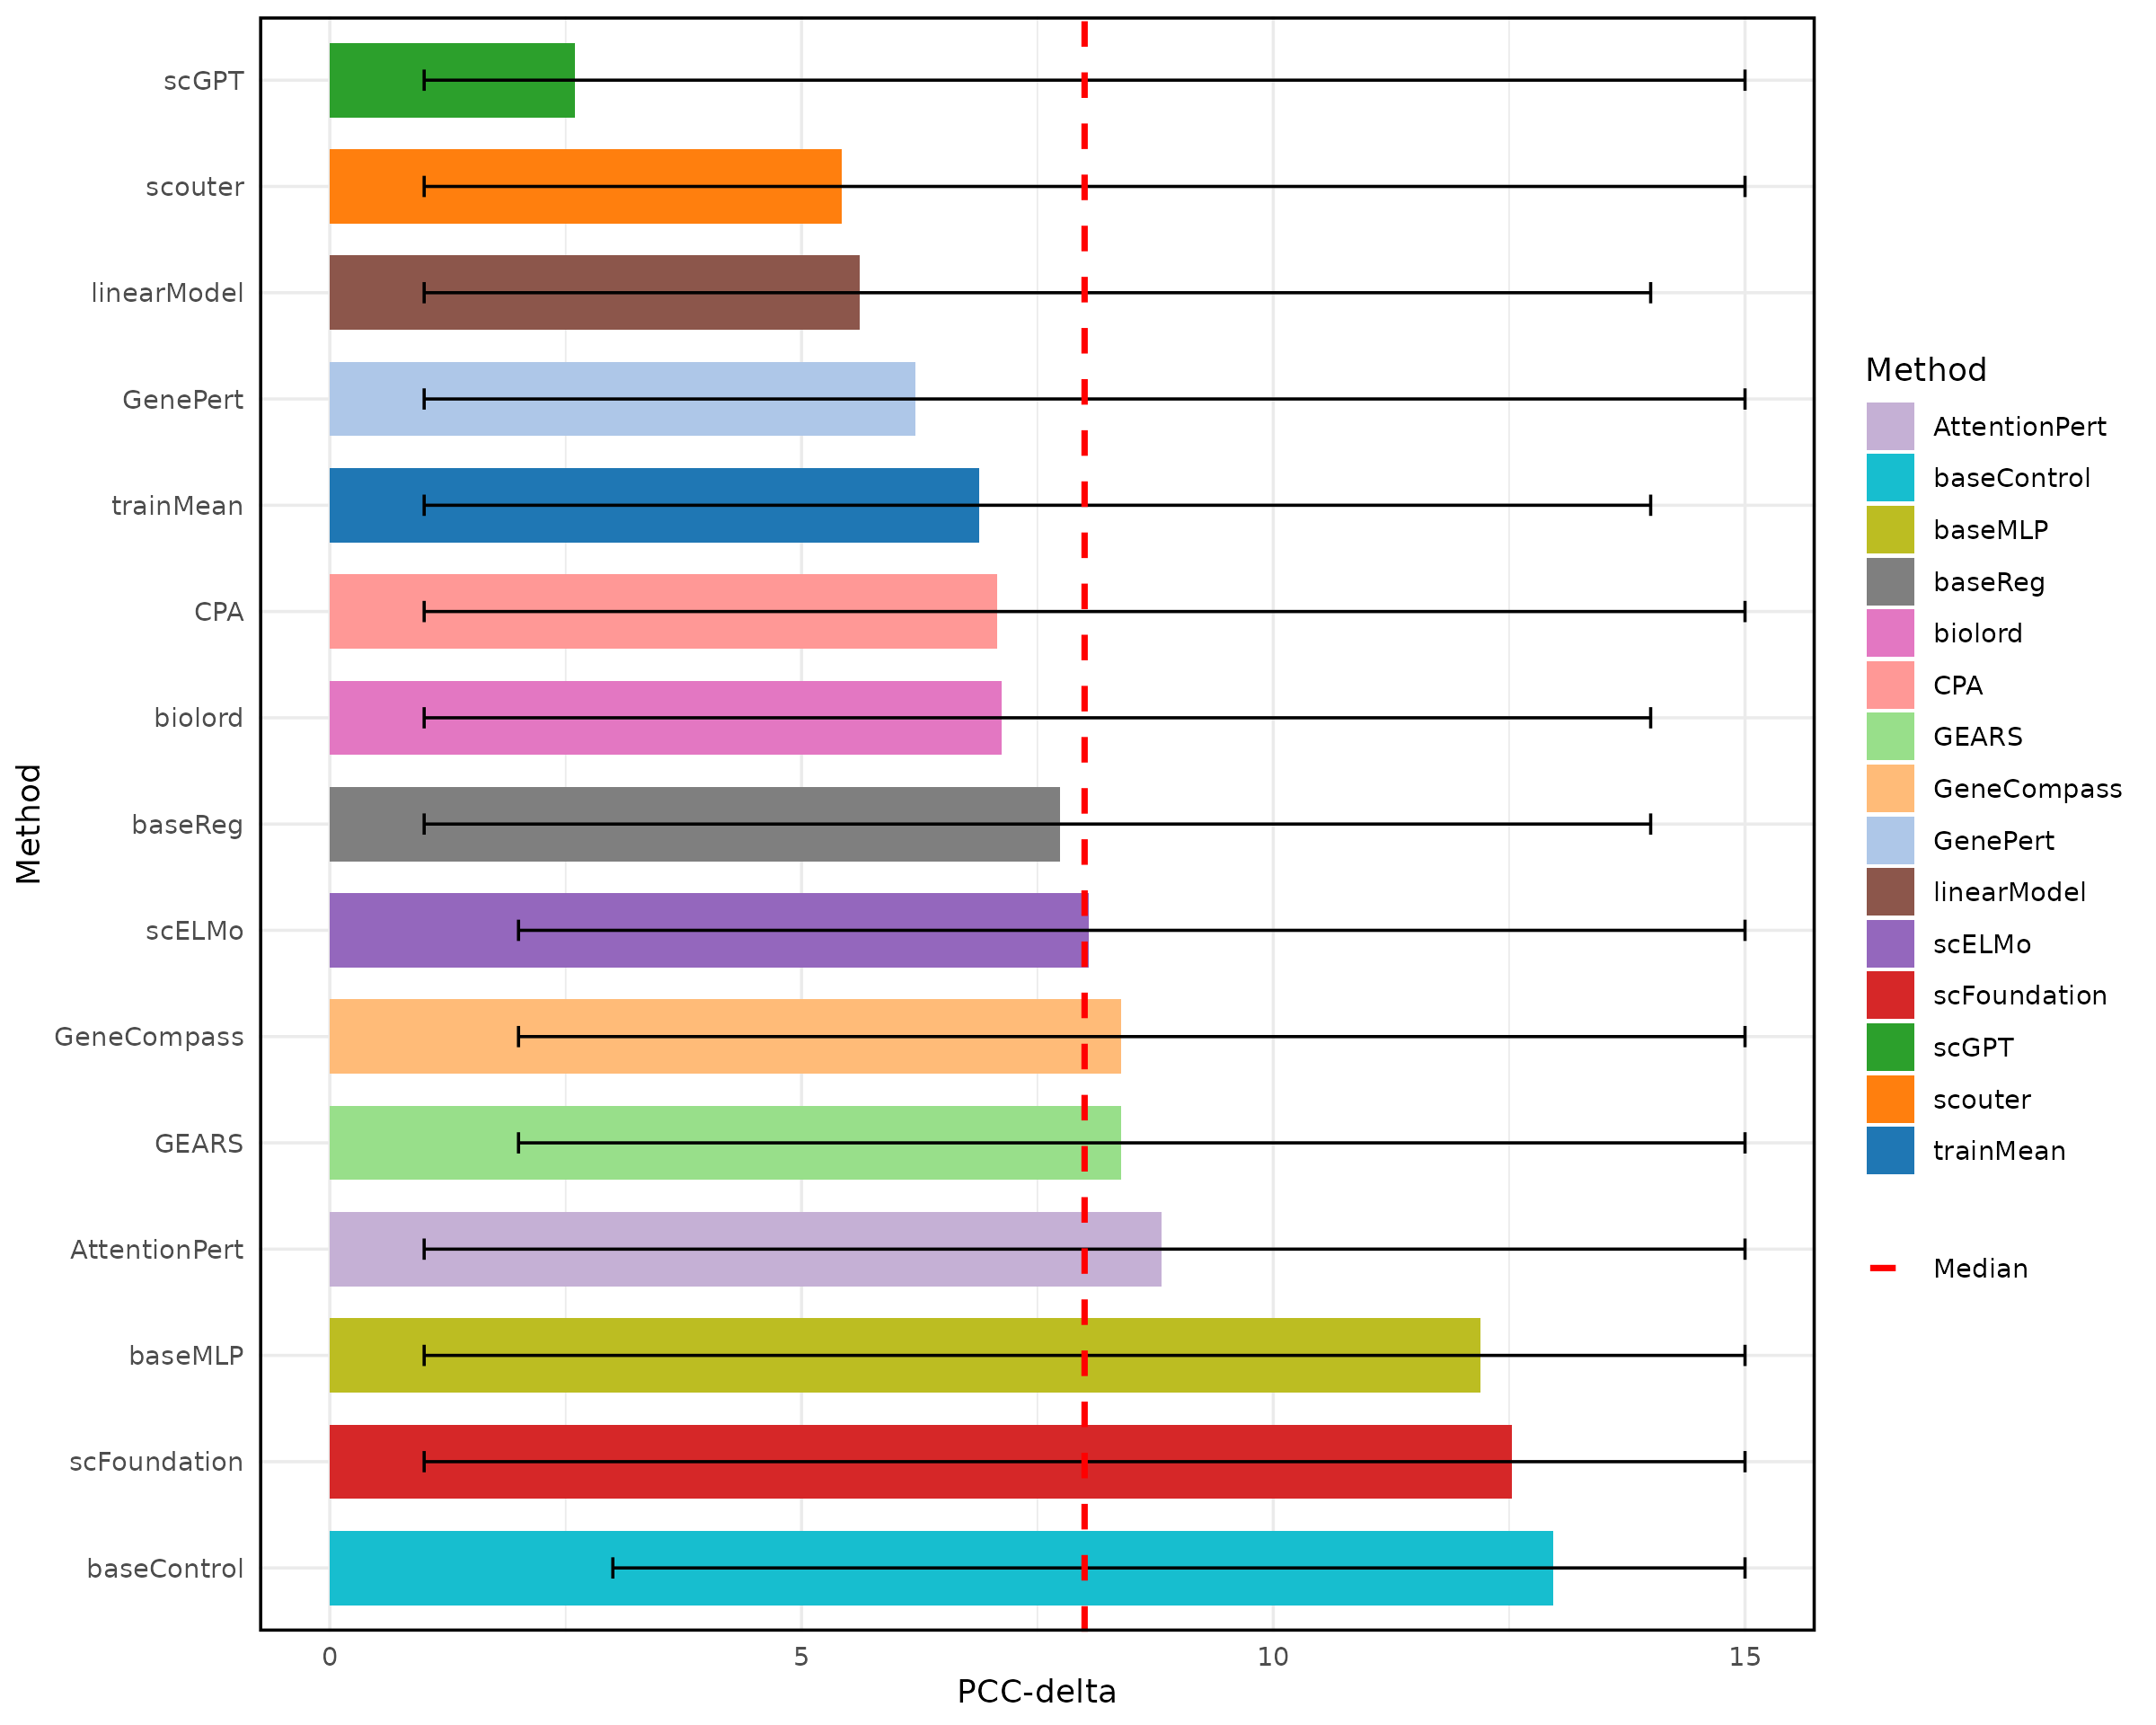 scGPT
scouter
linearModel
GenePert
trainMean
CPA
biolord
baseReg
scELMo
GeneCompass
GEARS
AttentionPert
baseMLP
scFoundation
baseControl
Method
0 5 10 15
PCC-delta
Method
AttentionPert
baseControl
baseMLP
baseReg
biolord
CPA
GEARS
GeneCompass
GenePert
linearModel
scELMo
scFoundation
scGPT
scouter
trainMean
Median